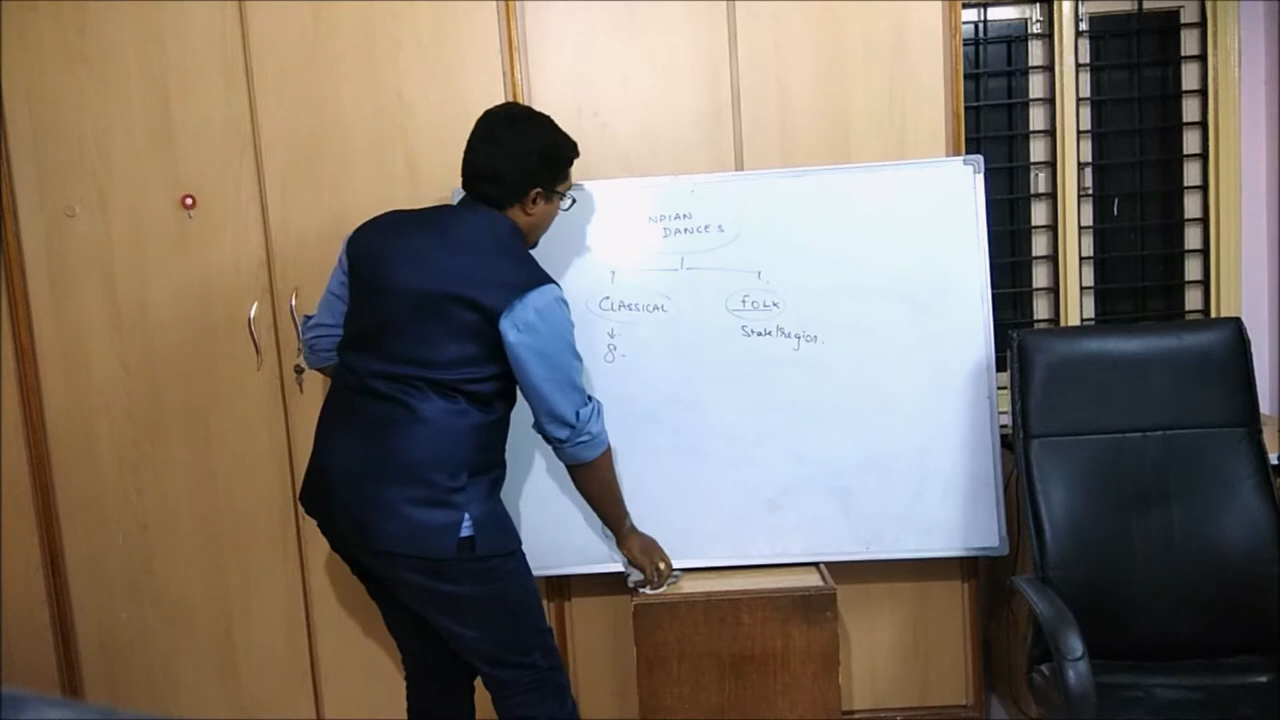 NDIAN
DANCES
CLASSICAL FOLK
State/region.
8.